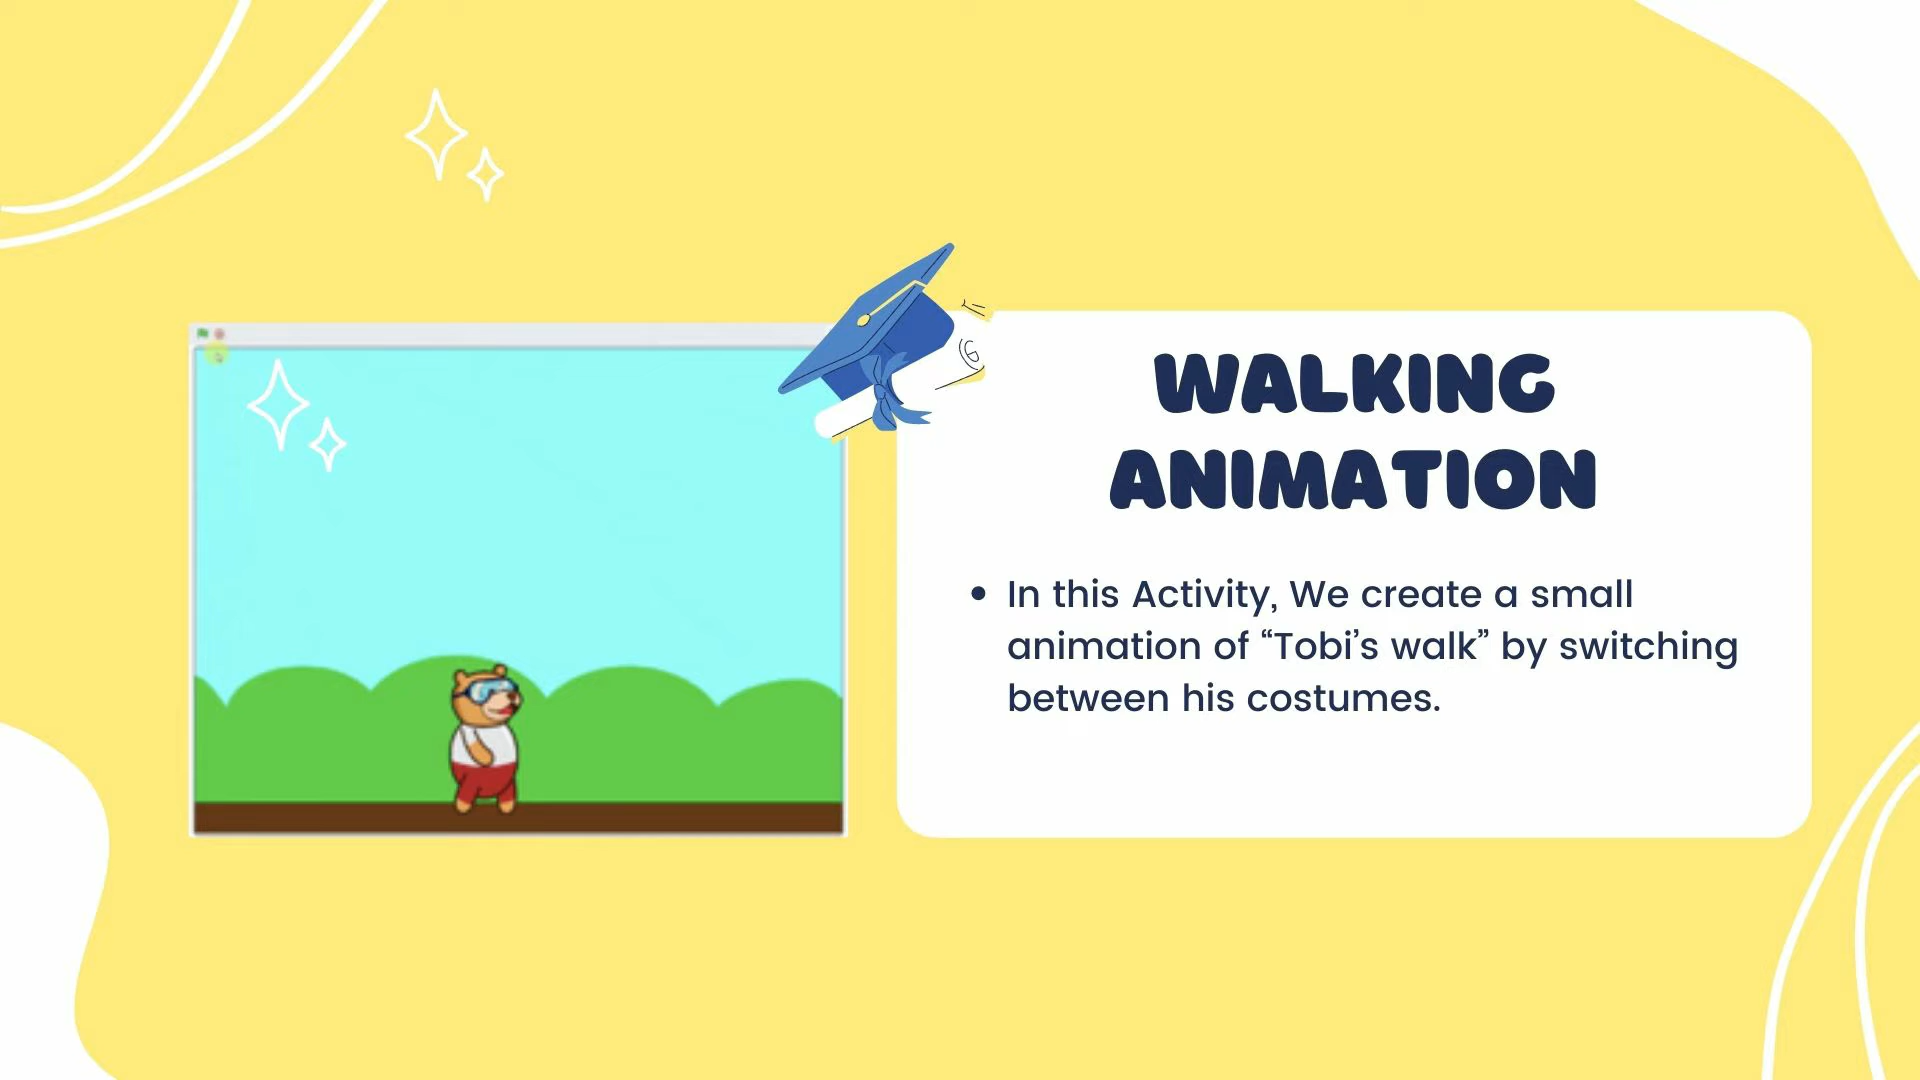 WALKING
ANIMATION
• In this Activity, We create a small
animation of “Tobi’s walk” by switching
between his costumes.